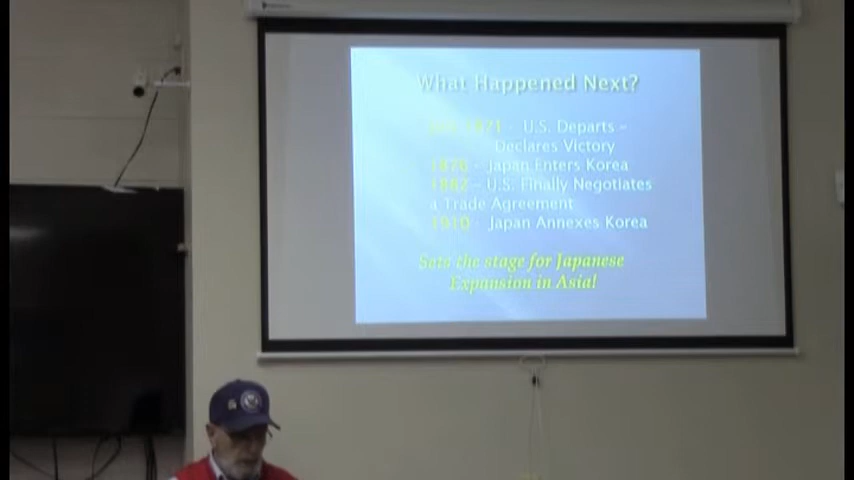 What Happened Next?
1871 - U.S. Departs –
Declares Victory
1876 - Japan Enters Korea
1882 – U.S. Finally Negotiates
a Trade Agreement
1910 - Japan Annexes Korea
Sets the stage for Japanese
Expansion in Asia!